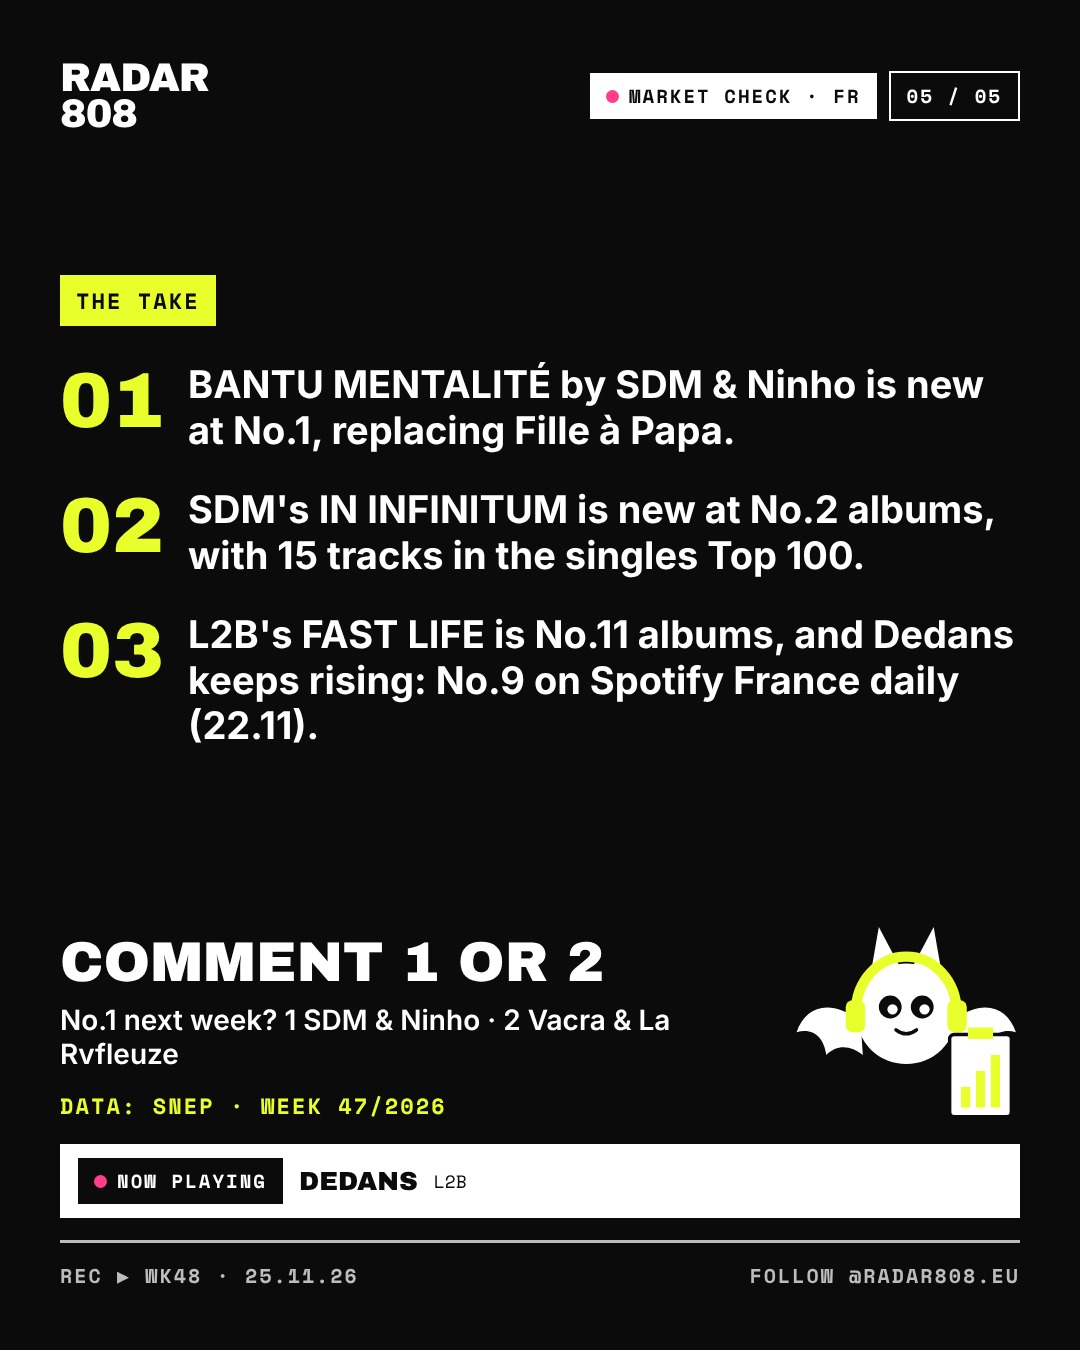 RADAR
808
MARKET CHECK · FR
05 / 05
THE TAKE
01
BANTU MENTALITÉ by SDM & Ninho is new
at No.1, replacing Fille à Papa.
02
SDM's IN INFINITUM is new at No.2 albums,
with 15 tracks in the singles Top 100.
03
L2B's FAST LIFE is No.11 albums, and Dedans
keeps rising: No.9 on Spotify France daily
(22.11).
COMMENT 1 OR 2
No.1 next week? 1 SDM & Ninho · 2 Vacra & La
Rvfleuze
DATA: SNEP · WEEK 47/2026
NOW PLAYING DEDANS L2B
REC ▶ WK48 · 25.11.26
FOLLOW @RADAR808.EU